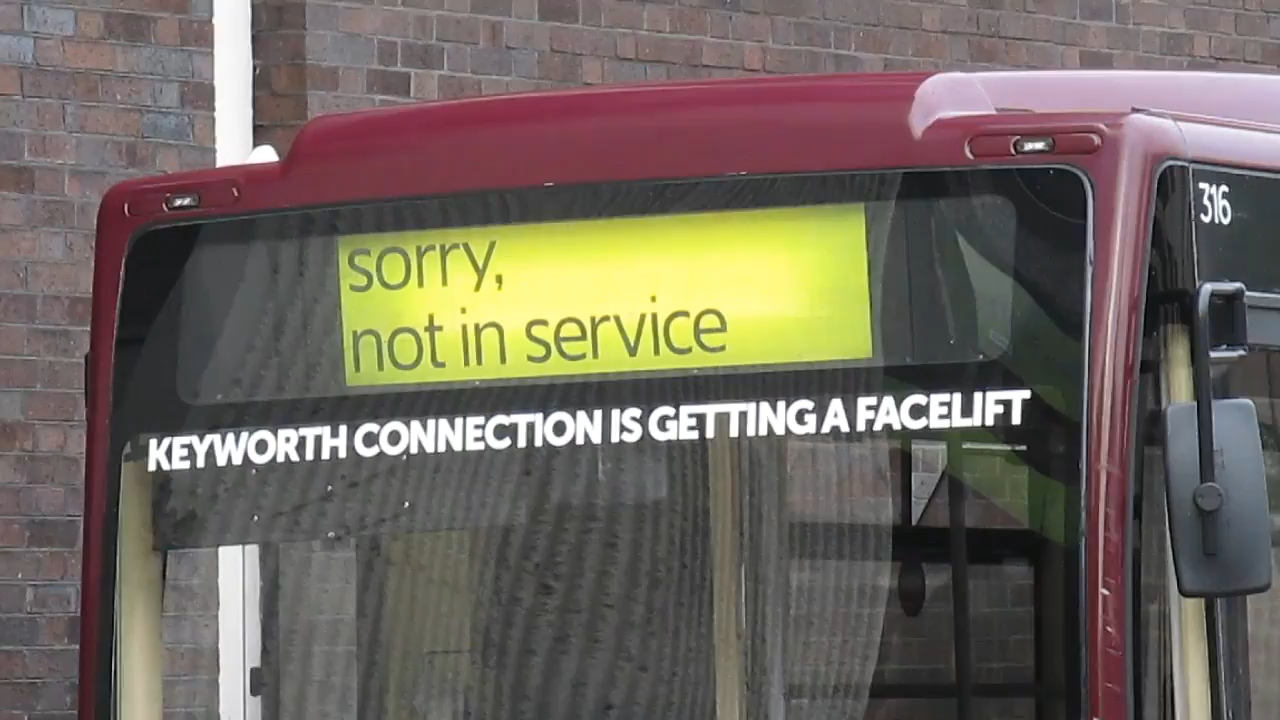 sorry,
not in service
KEYWORTH CONNECTION IS GETTING A FACELIFT
316